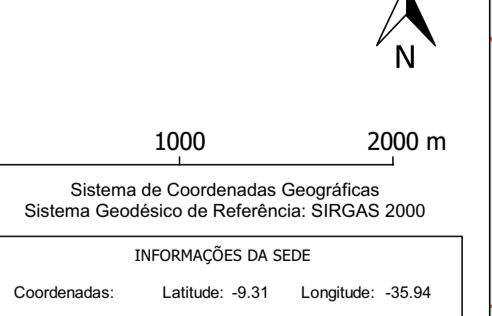 N
1000 2000 m
Sistema de Coordenadas Geográficas
Sistema Geodésico de Referência: SIRGAS 2000
INFORMAÇÕES DA SEDE
Coordenadas: Latitude: -9.31 Longitude: -35.94